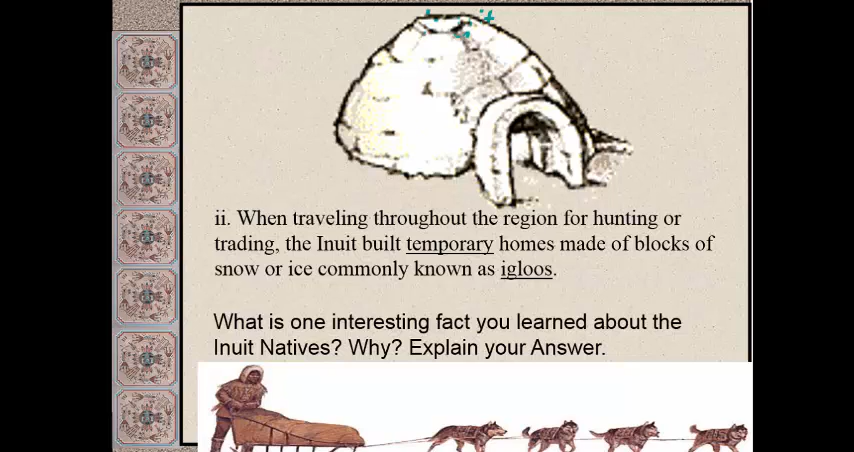 ii. When traveling throughout the region for hunting or
trading, the Inuit built temporary homes made of blocks of
snow or ice commonly known as igloos.
What is one interesting fact you learned about the
Inuit Natives? Why? Explain your Answer.